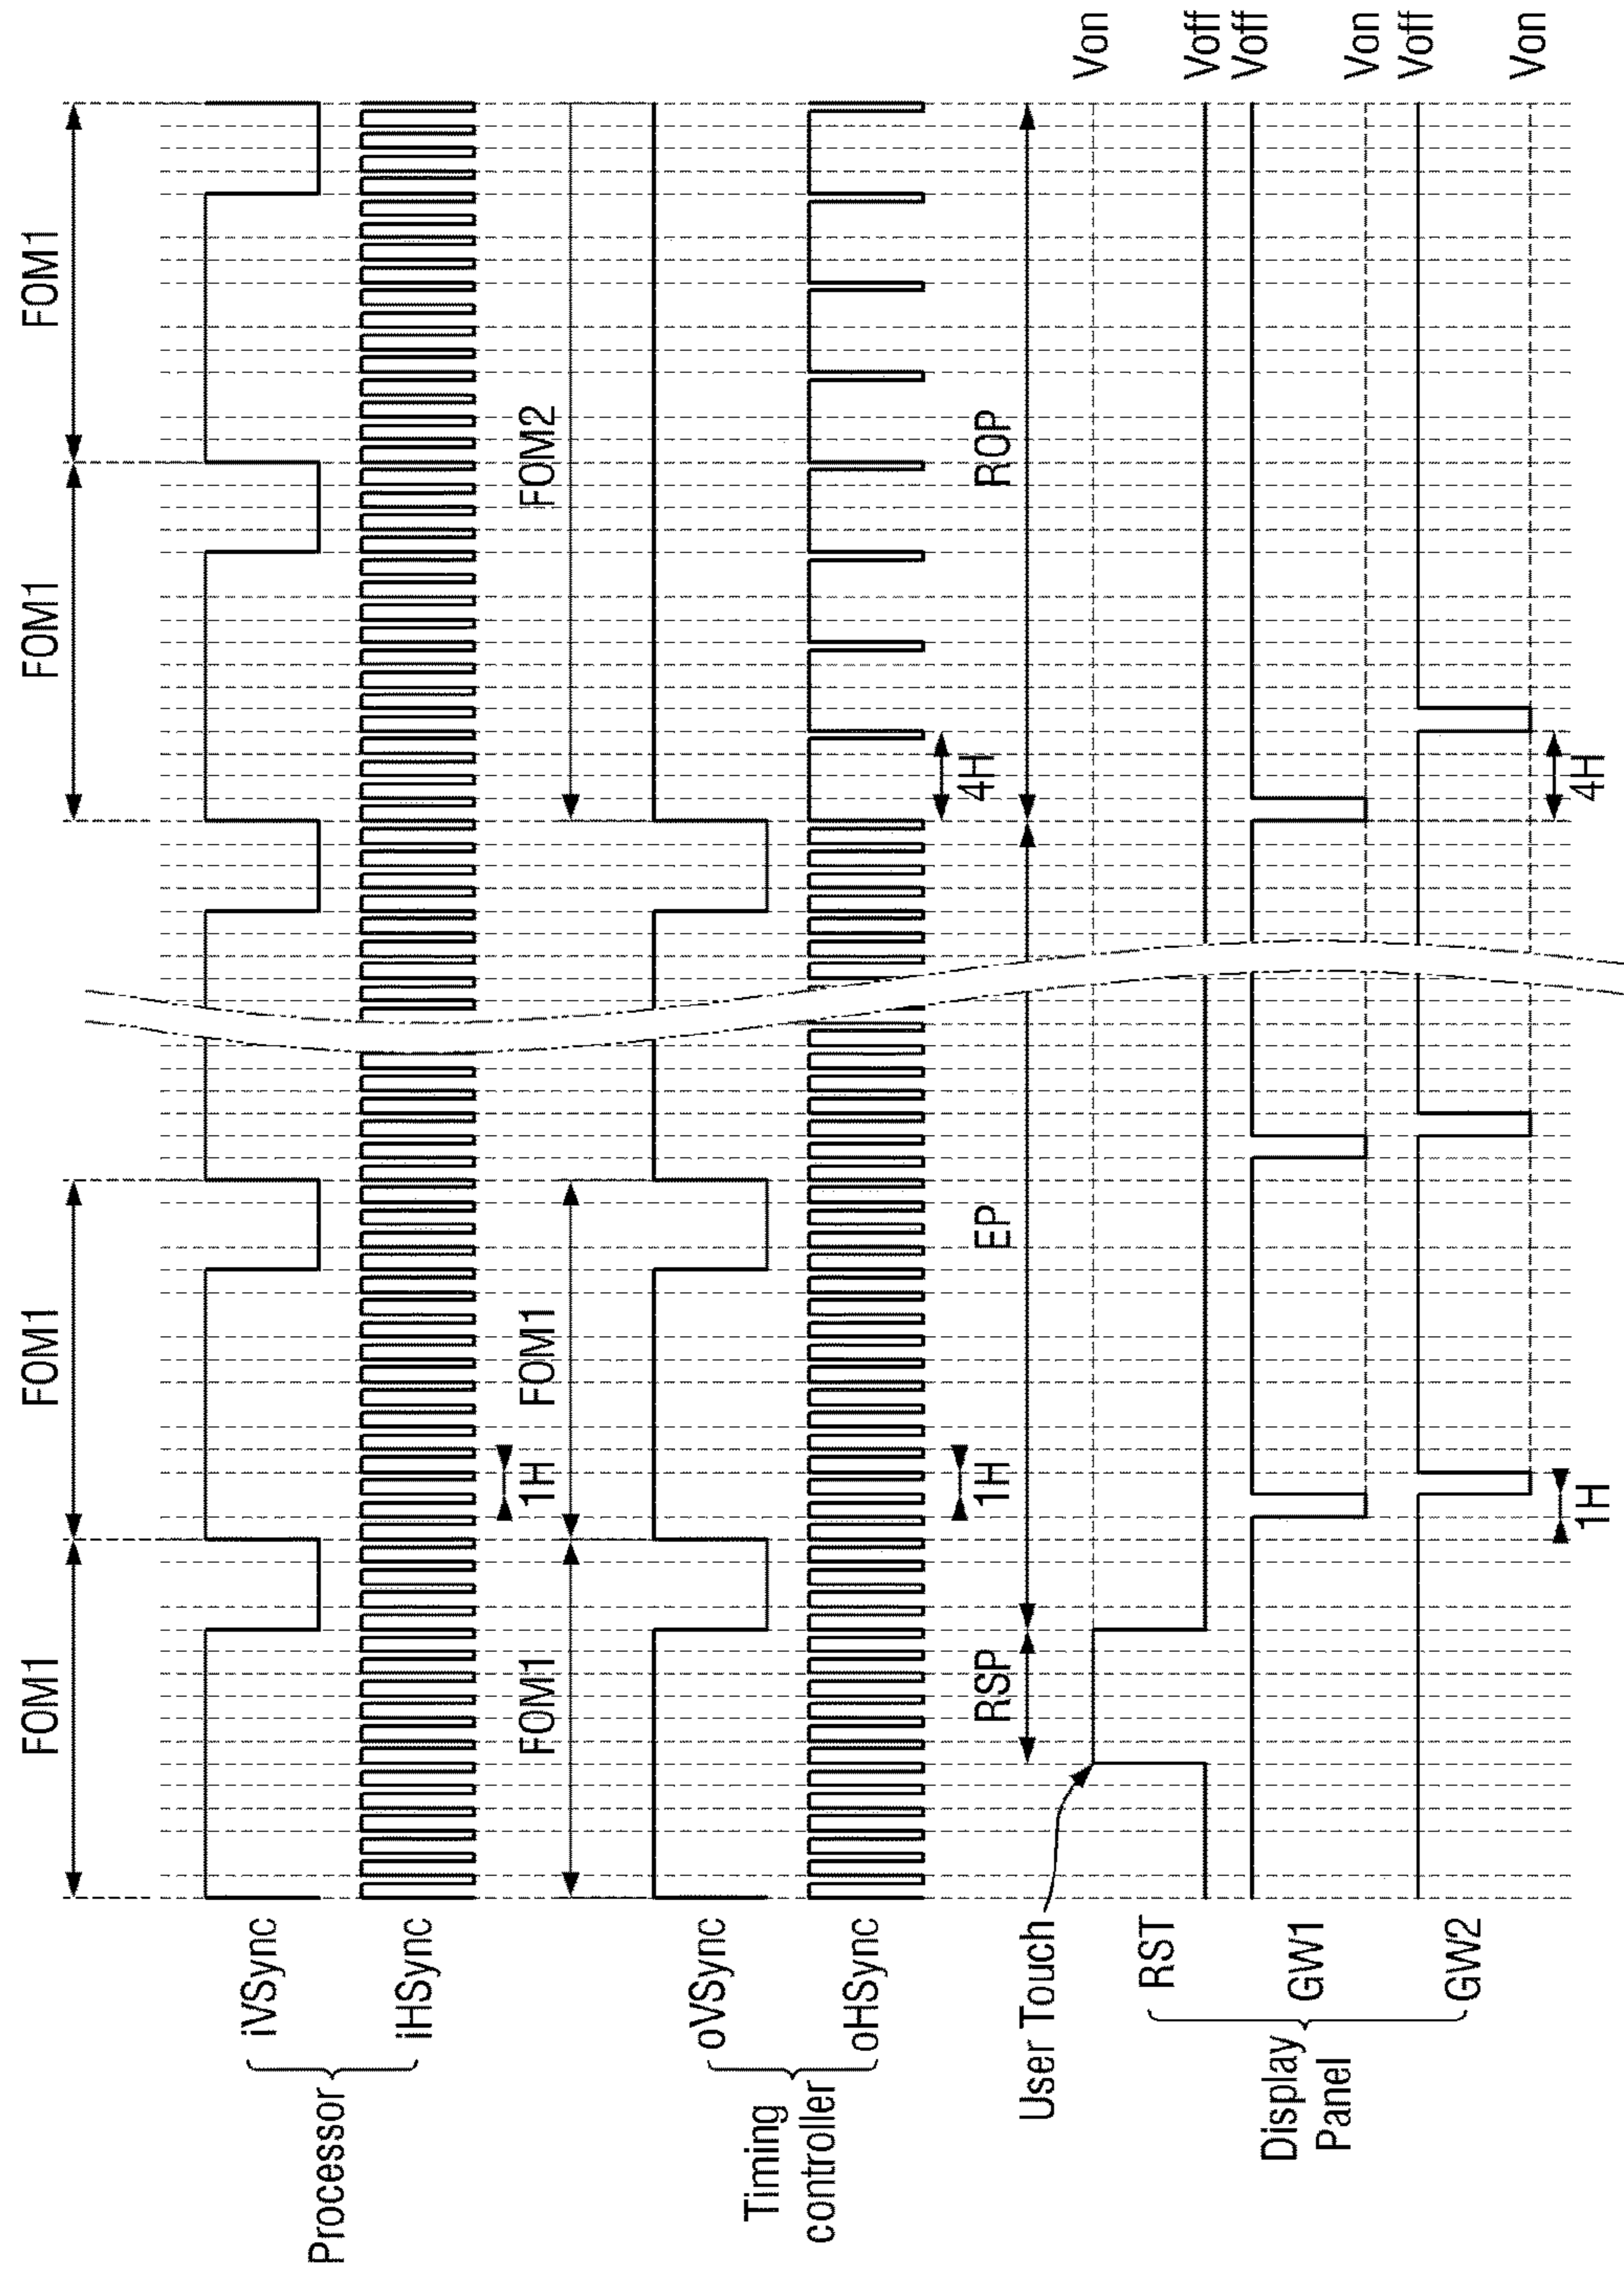 FOM1
FOM1
FOM1
FOM1
Processor
iVSync
iHSync
1H
FOM1
FOM1
FOM2
Timing
controller
oVSync
oHSync
1H
4H
RSP
EP
ROP
User Touch
Display
Panel
RST
Von
Voff
GW1
Voff
Von
GW2
Voff
Von
1H
4H